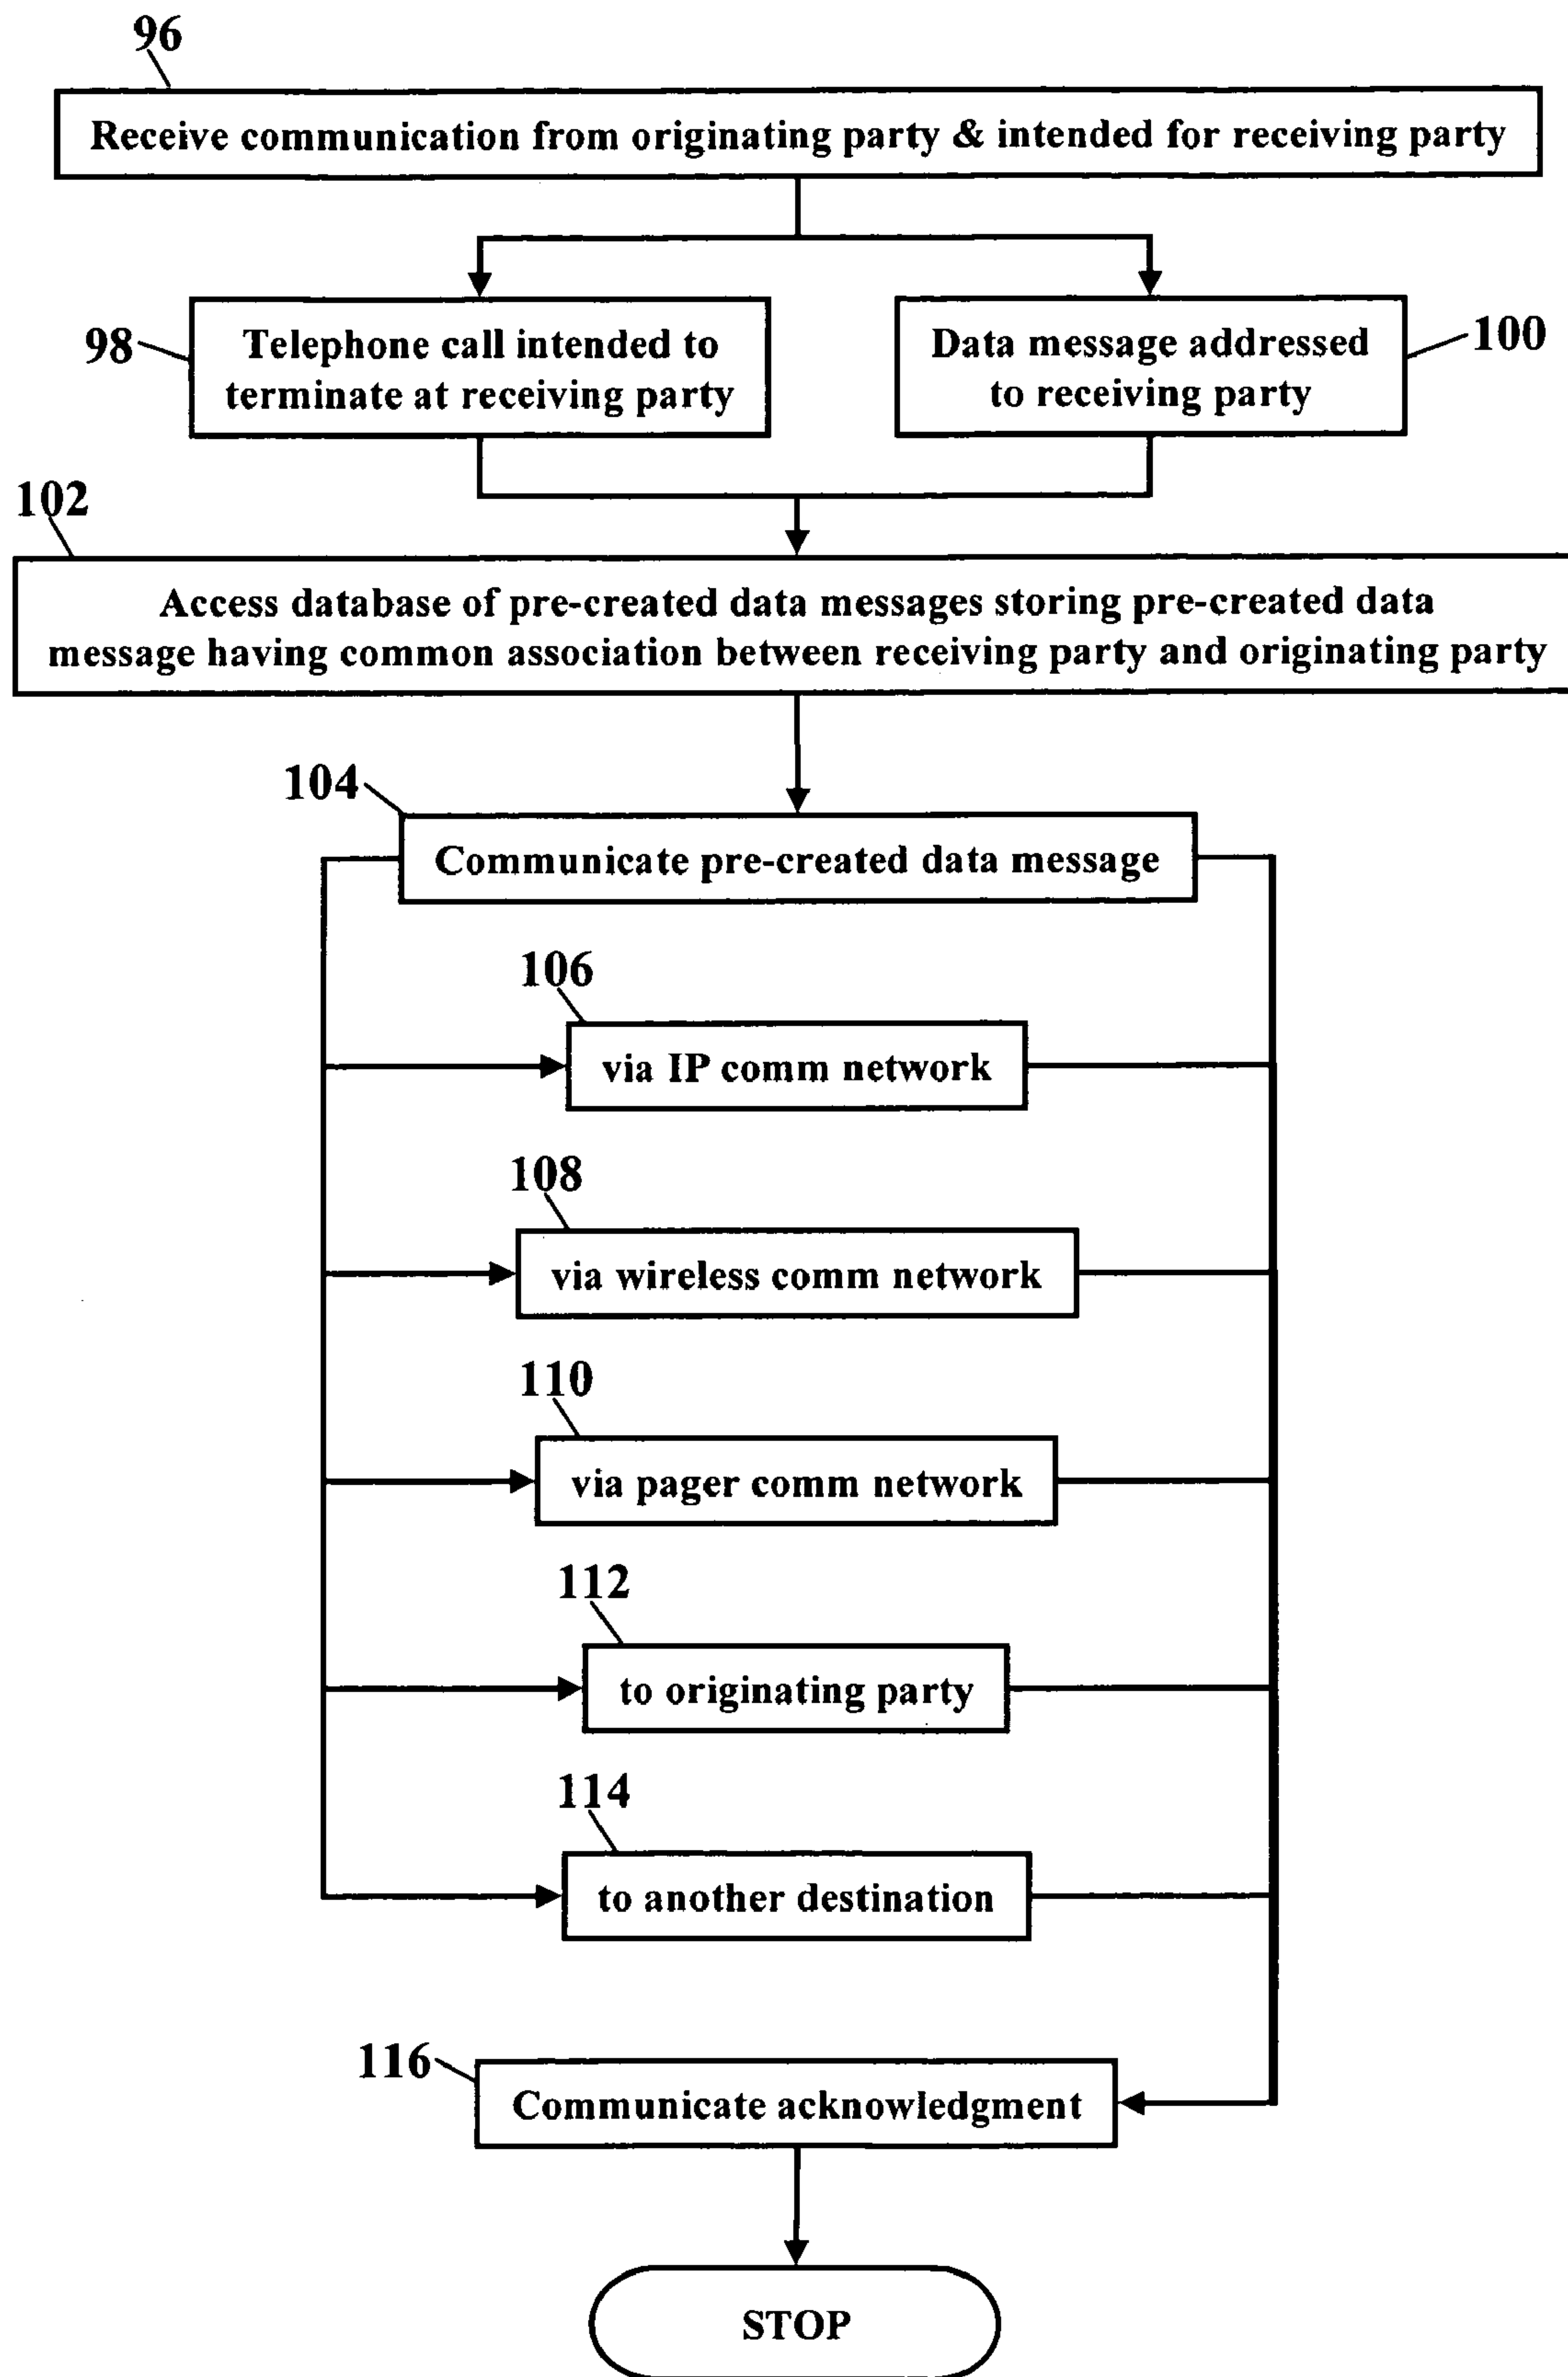 96
Receive communication from originating party & intended for receiving party
98
Telephone call intended to
terminate at receiving party
Data message addressed
to receiving party
100
102
Access database of pre-created data messages storing pre-created data
message having common association between receiving party and originating party
104
Communicate pre-created data message
106
via IP comm network
108
via wireless comm network
110
via pager comm network
112
to originating party
114
to another destination
116
Communicate acknowledgment
STOP